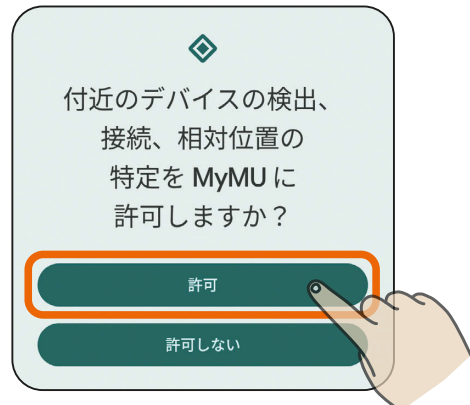 付近のデバイスの検出、
接続、相対位置の
特定を MyMU に
許可しますか？
許可
許可しない